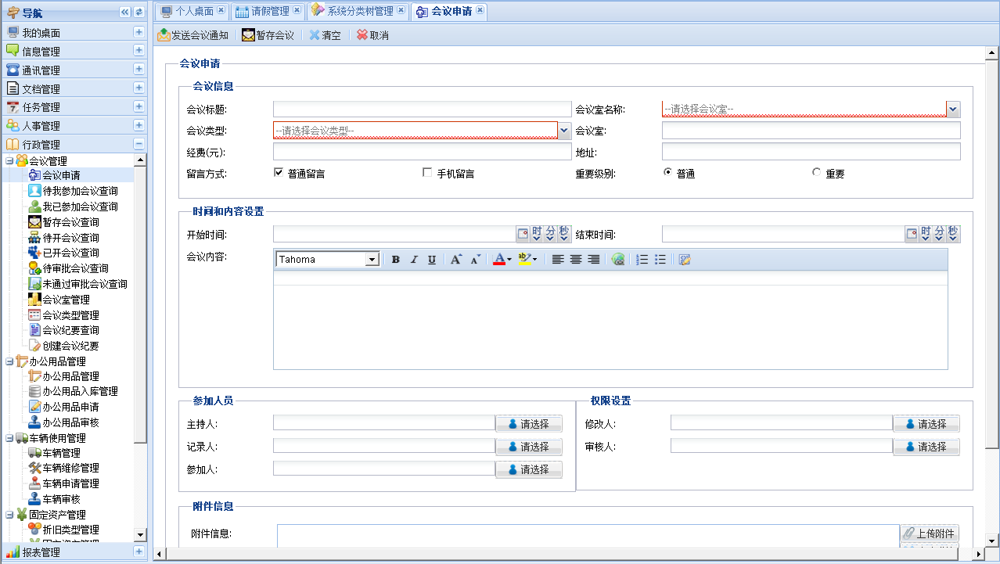 导航
个人桌面
请假管理
系统分类树管理
会议申请
我的桌面
信息管理
通讯管理
文档管理
任务管理
人事管理
行政管理
会议管理
会议申请
待我参加会议查询
我已参加会议查询
暂存会议查询
待开会议查询
已开会议查询
待审批会议查询
未通过审批会议查询
会议室管理
会议类型管理
会议纪要查询
创建会议纪要
办公用品管理
办公用品管理
办公用品入库管理
办公用品申请
办公用品审核
车辆使用管理
车辆管理
车辆维修管理
车辆申请管理
车辆审核
固定资产管理
折旧类型管理
固定资产管理
报表管理
发送会议通知 暂存会议 清空 取消
会议申请
会议信息
会议标题: 会议室名称: --请选择会议室--
会议类型: --请选择会议类型-- 会议室:
经费(元): 地址:
留言方式: 普通留言 手机留言 重要级别: 普通 重要
时间和内容设置
开始时间: 时 分 秒 结束时间: 时 分 秒
会议内容: Tahoma B I U A A A ab
参加人员 权限设置
主持人: 请选择 修改人: 请选择
记录人: 请选择 审核人: 请选择
参加人: 请选择
附件信息
附件信息: 上传附件